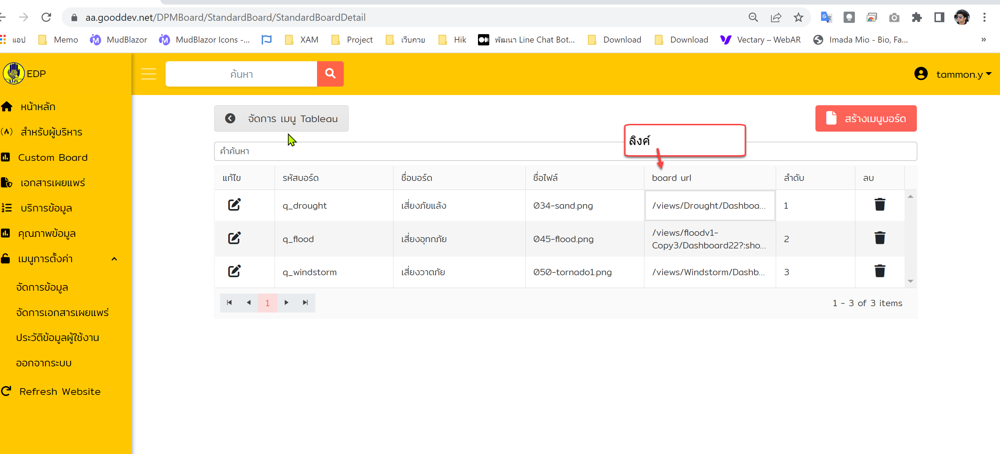 aa.gooddev.net/DPMBoard/StandardBoard/StandardBoardDetail
แอป Memo MudBlazor MudBlazor Icons -... XAM Project เว็บกวย Hik พัฒนา Line Chat Bot... Download Download Vectary – WebAR Imada Mio - Bio, Fa... »
ปภ. EDP
ค้นหา
tammon.y
หน้าหลัก
สำหรับผู้บริหาร
Custom Board
เอกสารเผยแพร่
บริการข้อมูล
คุณภาพข้อมูล
เมนูการตั้งค่า
จัดการข้อมูล
จัดการเอกสารเผยแพร่
ประวัติข้อมูลผู้ใช้งาน
ออกจากระบบ
Refresh Website
จัดการ เมนู Tableau
สร้างเมนูบอร์ด
ลิงค์
คำค้นหา
แก้ไข รหัสบอร์ด ชื่อบอร์ด ชื่อไฟล์ board url ลำดับ ลบ
q_drought เสี่ยงภัยแล้ง 034-sand.png /views/Drought/Dashboa... 1
q_flood เสี่ยงอุทกภัย 045-flood.png /views/floodv1-
Copy3/Dashboard22?:sho... 2
q_windstorm เสี่ยงวาตภัย 050-tornado1.png /views/Windstorm/Dashb... 3
1
1 - 3 of 3 items